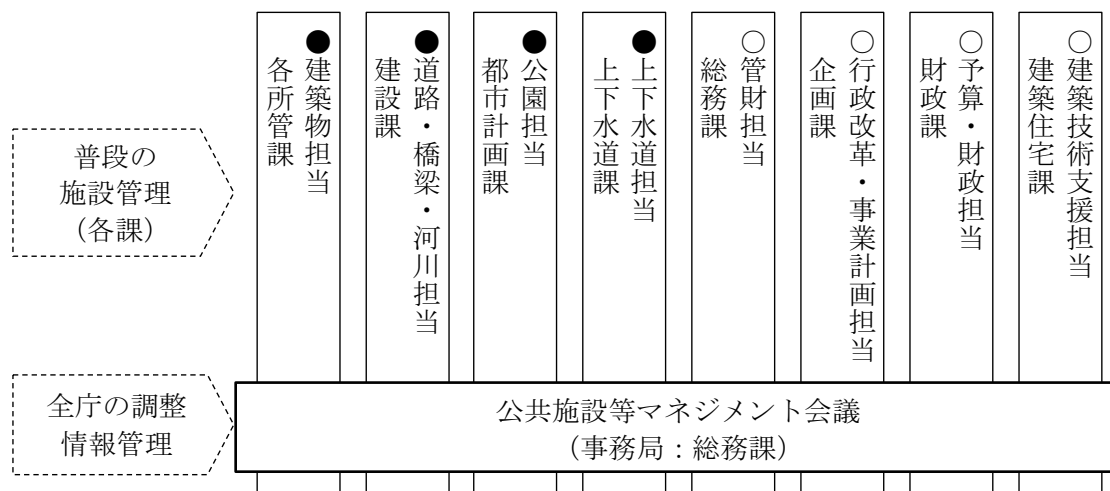 普段の
施設管理
（各課）
●建築物担当
各所管課
●道路・橋梁・河川担当
建設課
●公園担当
都市計画課
●上下水道担当
上下水道課
○管財担当
総務課
○行政改革・事業計画担当
企画課
○予算・財政担当
財政課
○建築技術支援担当
建築住宅課
全庁の調整
情報管理
公共施設等マネジメント会議
（事務局：総務課）